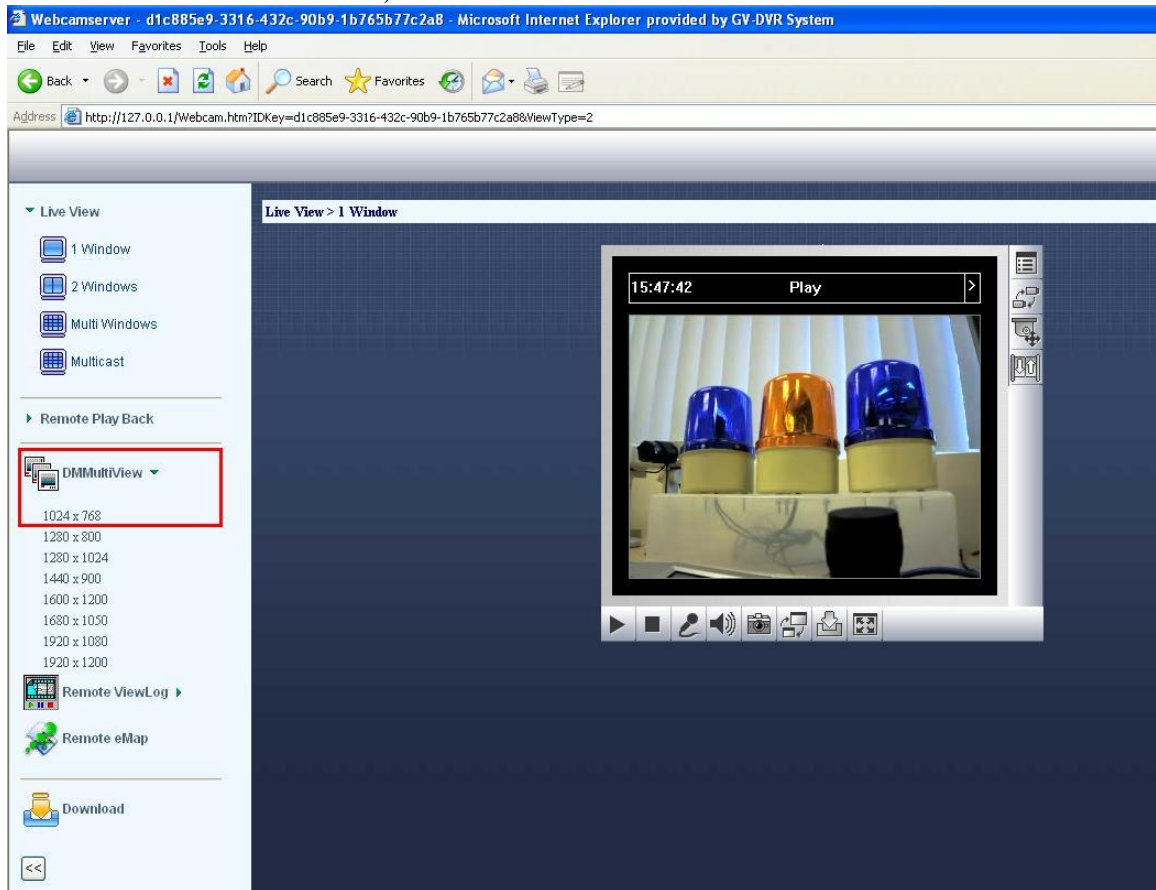 Webcamserver - d1c885e9-3316-432c-90b9-1b765b77c2a8 - Microsoft Internet Explorer provided by GV-DVR System
File Edit View Favorites Tools Help
Back Search Favorites
Address http://127.0.0.1/Webcam.htm?IDKey=d1c885e9-3316-432c-90b9-1b765b77c2a8&ViewType=2
Live View
Live View > 1 Window
1 Window
2 Windows
Multi Windows
Multicast
15:47:42 Play >
Remote Play Back
DMMultiView
1024 x 768
1280 x 800
1280 x 1024
1440 x 900
1600 x 1200
1680 x 1050
1920 x 1080
1920 x 1200
Remote ViewLog
Remote eMap
Download
<<